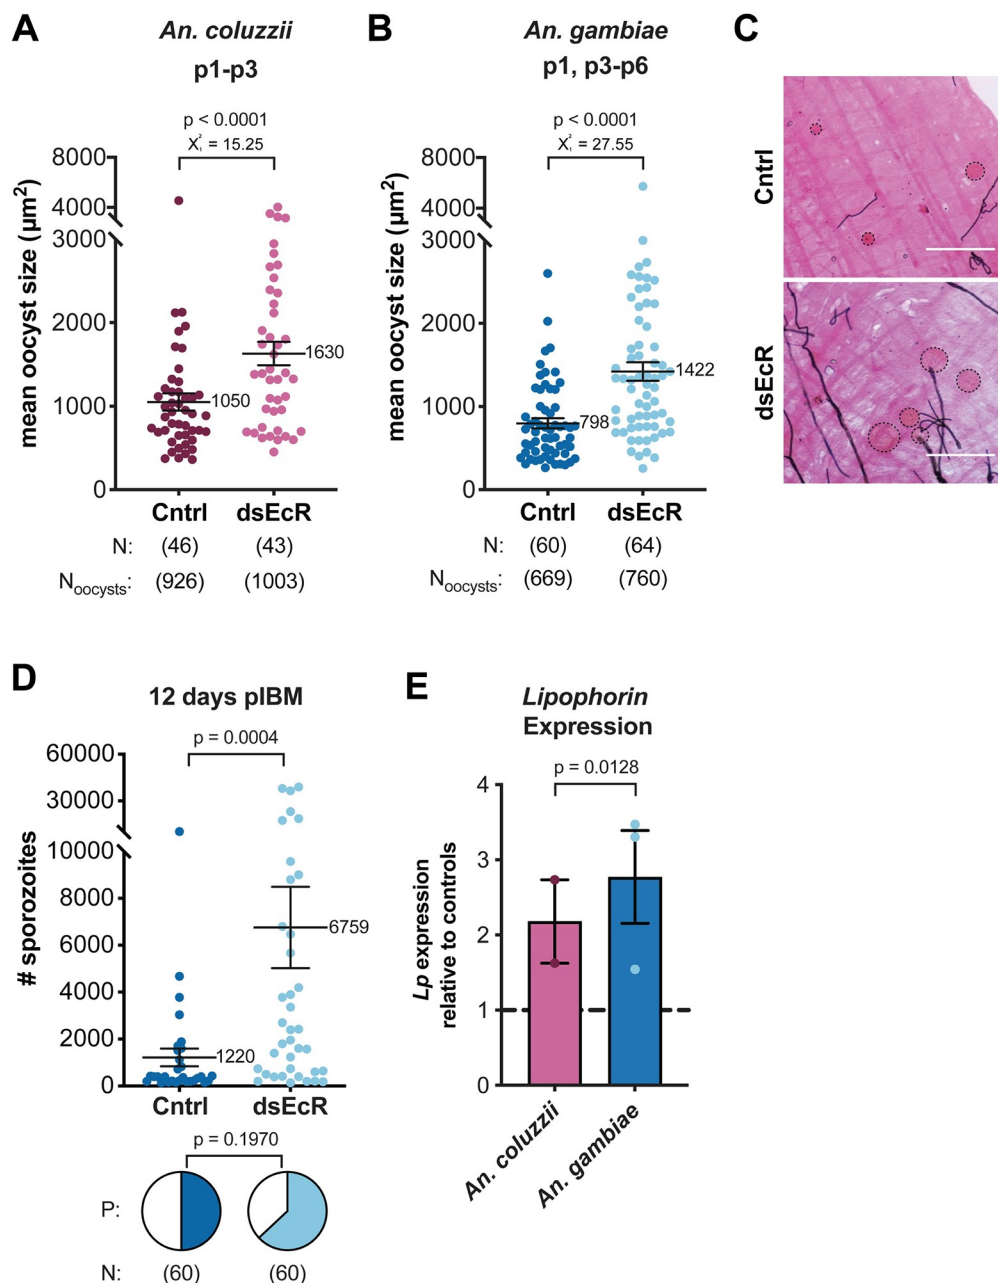 A
An. coluzzii
p1-p3
p < 0.0001
X²₁ = 15.25
mean oocyst size (μm²)
8000
4000
3000
2000
1000
0
1630
1050
Cntrl dsEcR
N: (46) (43)
Noocysts: (926) (1003)
B
An. gambiae
p1, p3-p6
p < 0.0001
X²₁ = 27.55
mean oocyst size (μm²)
8000
4000
3000
2000
1000
0
1422
798
Cntrl dsEcR
N: (60) (64)
Noocysts: (669) (760)
C
Cntrl
dsEcR
D
12 days pIBM
p = 0.0004
# sporozoites
60000
30000
10000
8000
6000
4000
2000
0
6759
1220
Cntrl dsEcR
p = 0.1970
P:
N: (60) (60)
E
Lipophorin
Expression
p = 0.0128
Lp expression
relative to controls
4
3
2
1
0
An. coluzzii
An. gambiae